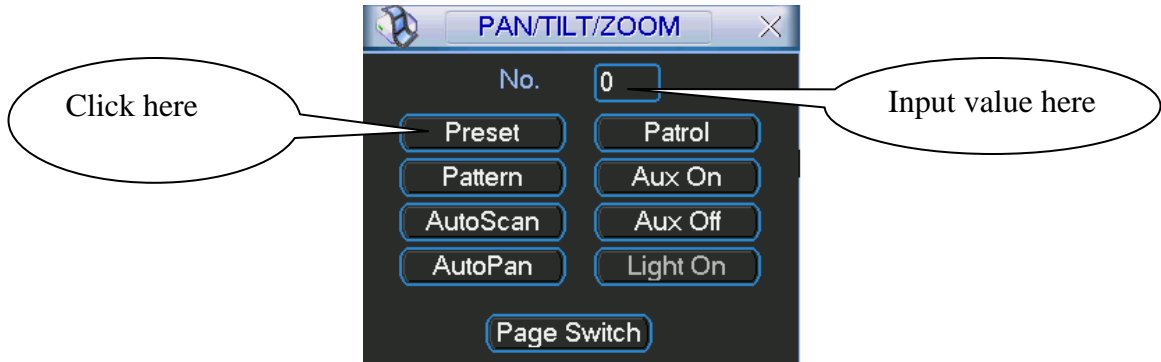 PAN/TILT/ZOOM
No. 0
Click here
Input value here
Preset Patrol
Pattern Aux On
AutoScan Aux Off
AutoPan Light On
Page Switch